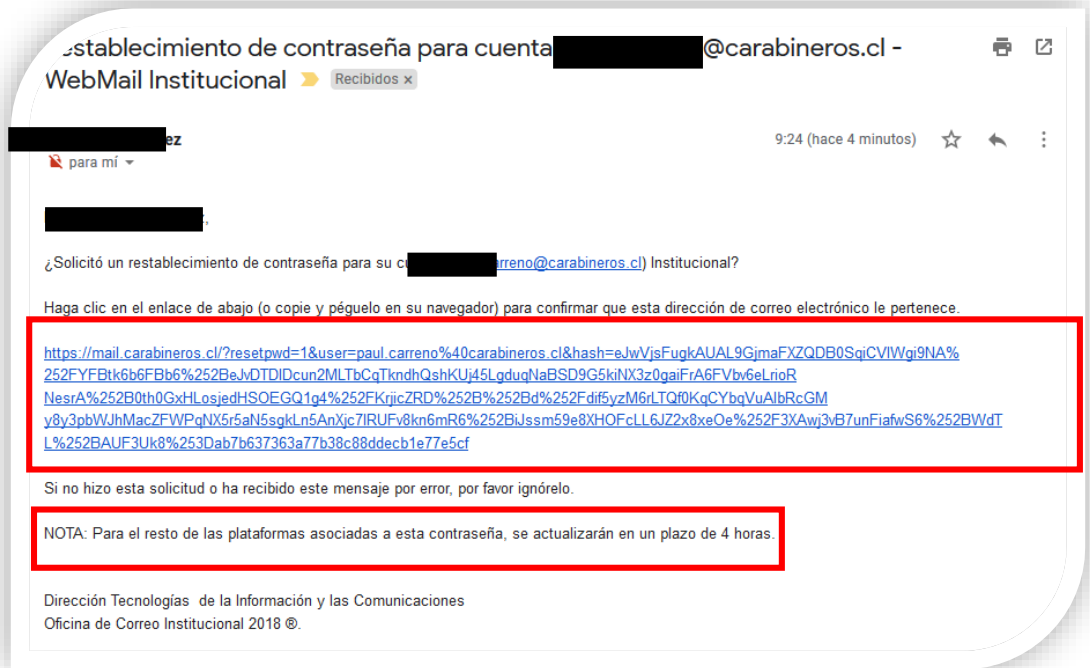 establecimiento de contraseña para cuenta @carabineros.cl -
WebMail Institucional Recibidos x
ez 9:24 (hace 4 minutos)
para mí
,
¿Solicitó un restablecimiento de contraseña para su cu rreno@carabineros.cl) Institucional?
Haga clic en el enlace de abajo (o copie y péguelo en su navegador) para confirmar que esta dirección de correo electrónico le pertenece.
https://mail.carabineros.cl/?resetpwd=1&user=paul.carreno%40carabineros.cl&hash=eJwVjsFugkAUAL9GjmaFXZQDB0SqiCVIWgi9NA%
252FYFBtk6b6FBb6%252BeJvDTDlDcun2MLTbCqTkndhQshKUj45LgduqNaBSD9G5kiNX3z0gaiFrA6FVbv6eLrioR
NesrA%252B0th0GxHLosjedHSOEGQ1g4%252FKrjicZRD%252B%252Bd%252Fdif5yzM6rLTQf0KqCYbqVuAlbRcGM
y8y3pbWJhMacZFWPqNX5r5aN5sgkLn5AnXjc7lRUFv8kn6mR6%252BiJssm59e8XHOFcLL6JZ2x8xeOe%252F3XAwj3vB7unFiafwS6%252BWdT
L%252BAUF3Uk8%253Dab7b637363a77b38c88ddecb1e77e5cf
Si no hizo esta solicitud o ha recibido este mensaje por error, por favor ignórelo.
NOTA: Para el resto de las plataformas asociadas a esta contraseña, se actualizarán en un plazo de 4 horas.
Dirección Tecnologías de la Información y las Comunicaciones
Oficina de Correo Institucional 2018 ®.